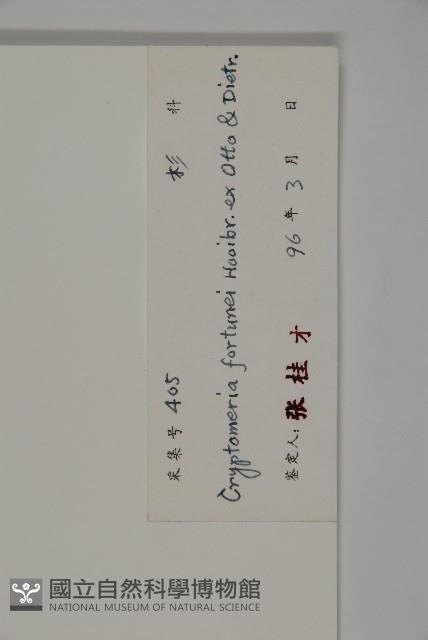 采集号 405 杉 科
Cryptomeria fortunei Hooibr. ex Otto & Dietr.
鉴定人: 张桂才 96 年 3 月 日
國立自然科學博物館
NATIONAL MUSEUM OF NATURAL SCIENCE